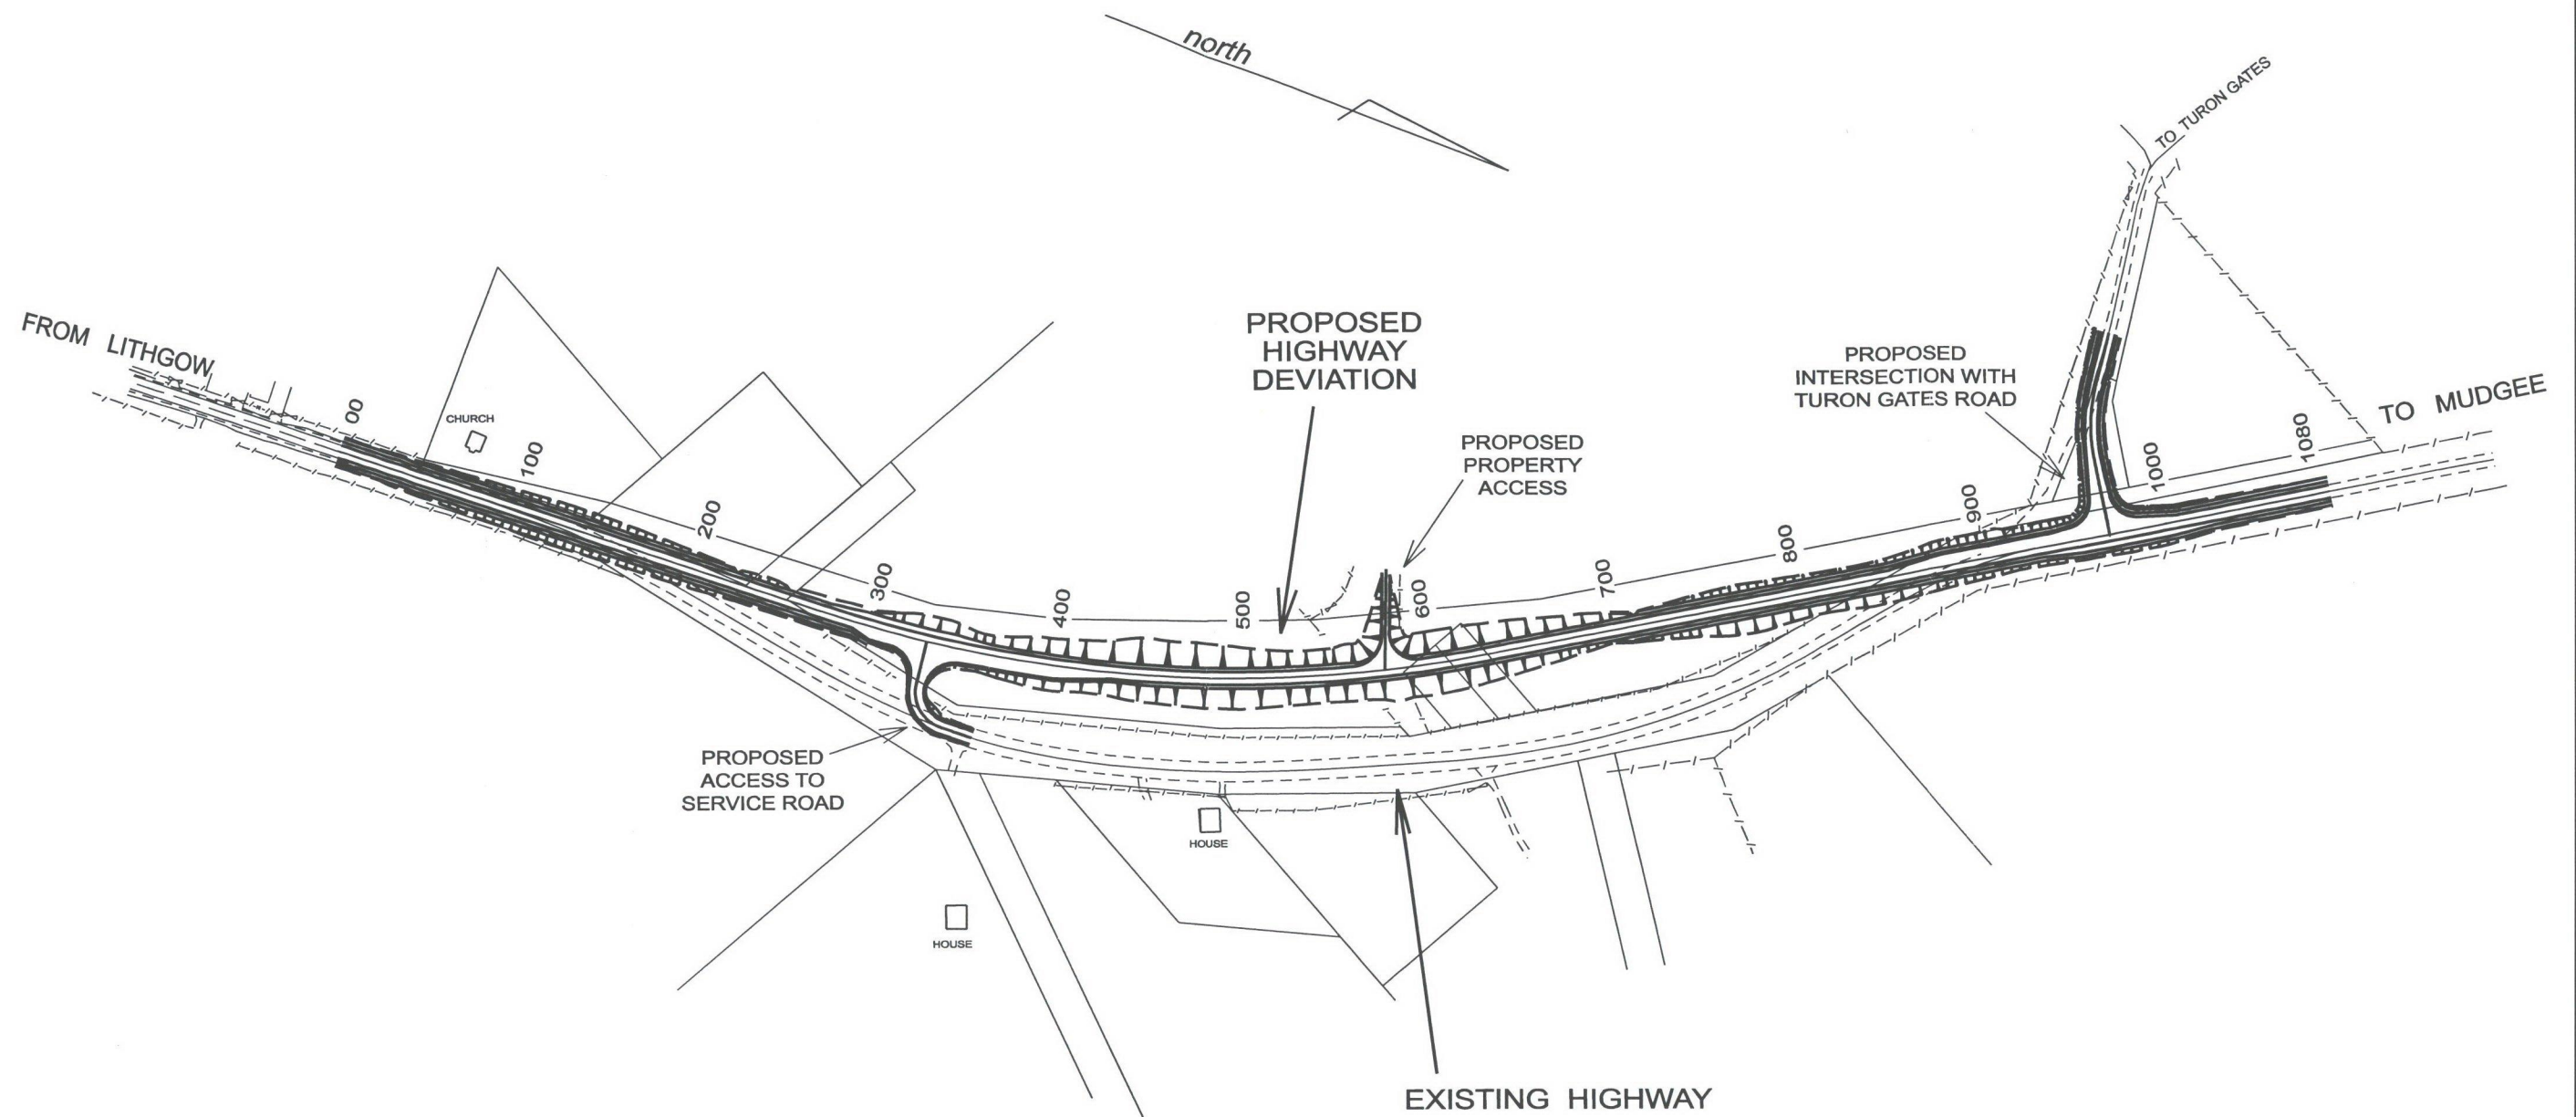 north
TO TURON GATES
FROM LITHGOW
PROPOSED
HIGHWAY
DEVIATION
PROPOSED
INTERSECTION WITH
TURON GATES ROAD
TO MUDGEE
CHURCH
PROPOSED
PROPERTY
ACCESS
00
100
200
300
400
500
600
700
800
900
1000
1080
PROPOSED
ACCESS TO
SERVICE ROAD
HOUSE
HOUSE
EXISTING HIGHWAY